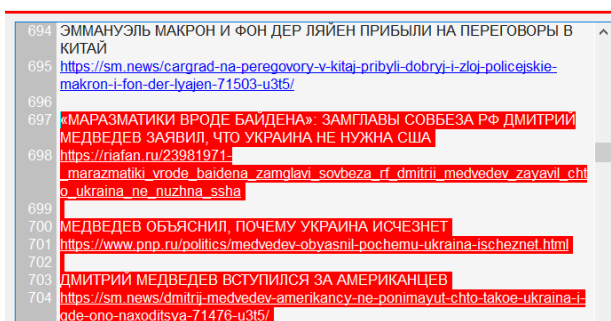 694 ЭММАНУЭЛЬ МАКРОН И ФОН ДЕР ЛЯЙЕН ПРИБЫЛИ НА ПЕРЕГОВОРЫ В
КИТАЙ
695 https://sm.news/cargrad-na-peregovory-v-kitaj-pribyli-dobryj-i-zloj-policejskie-
makron-i-fon-der-lyajen-71503-u3t5/
696
697 «МАРАЗМАТИКИ ВРОДЕ БАЙДЕНА»: ЗАМГЛАВЫ СОВБЕЗА РФ ДМИТРИЙ
МЕДВЕДЕВ ЗАЯВИЛ, ЧТО УКРАИНА НЕ НУЖНА США
698 https://riafan.ru/23981971-
_marazmatiki_vrode_baidena_zamglavi_sovbeza_rf_dmitrii_medvedev_zayavil_cht
o_ukraina_ne_nuzhna_ssha
699
700 МЕДВЕДЕВ ОБЪЯСНИЛ, ПОЧЕМУ УКРАИНА ИСЧЕЗНЕТ
701 https://www.pnp.ru/politics/medvedev-obyasnil-pochemu-ukraina-ischeznet.html
702
703 ДМИТРИЙ МЕДВЕДЕВ ВСТУПИЛСЯ ЗА АМЕРИКАНЦЕВ
704 https://sm.news/dmitrij-medvedev-amerikancy-ne-ponimayut-chto-takoe-ukraina-i-
gde-ono-naxoditsya-71476-u3t5/